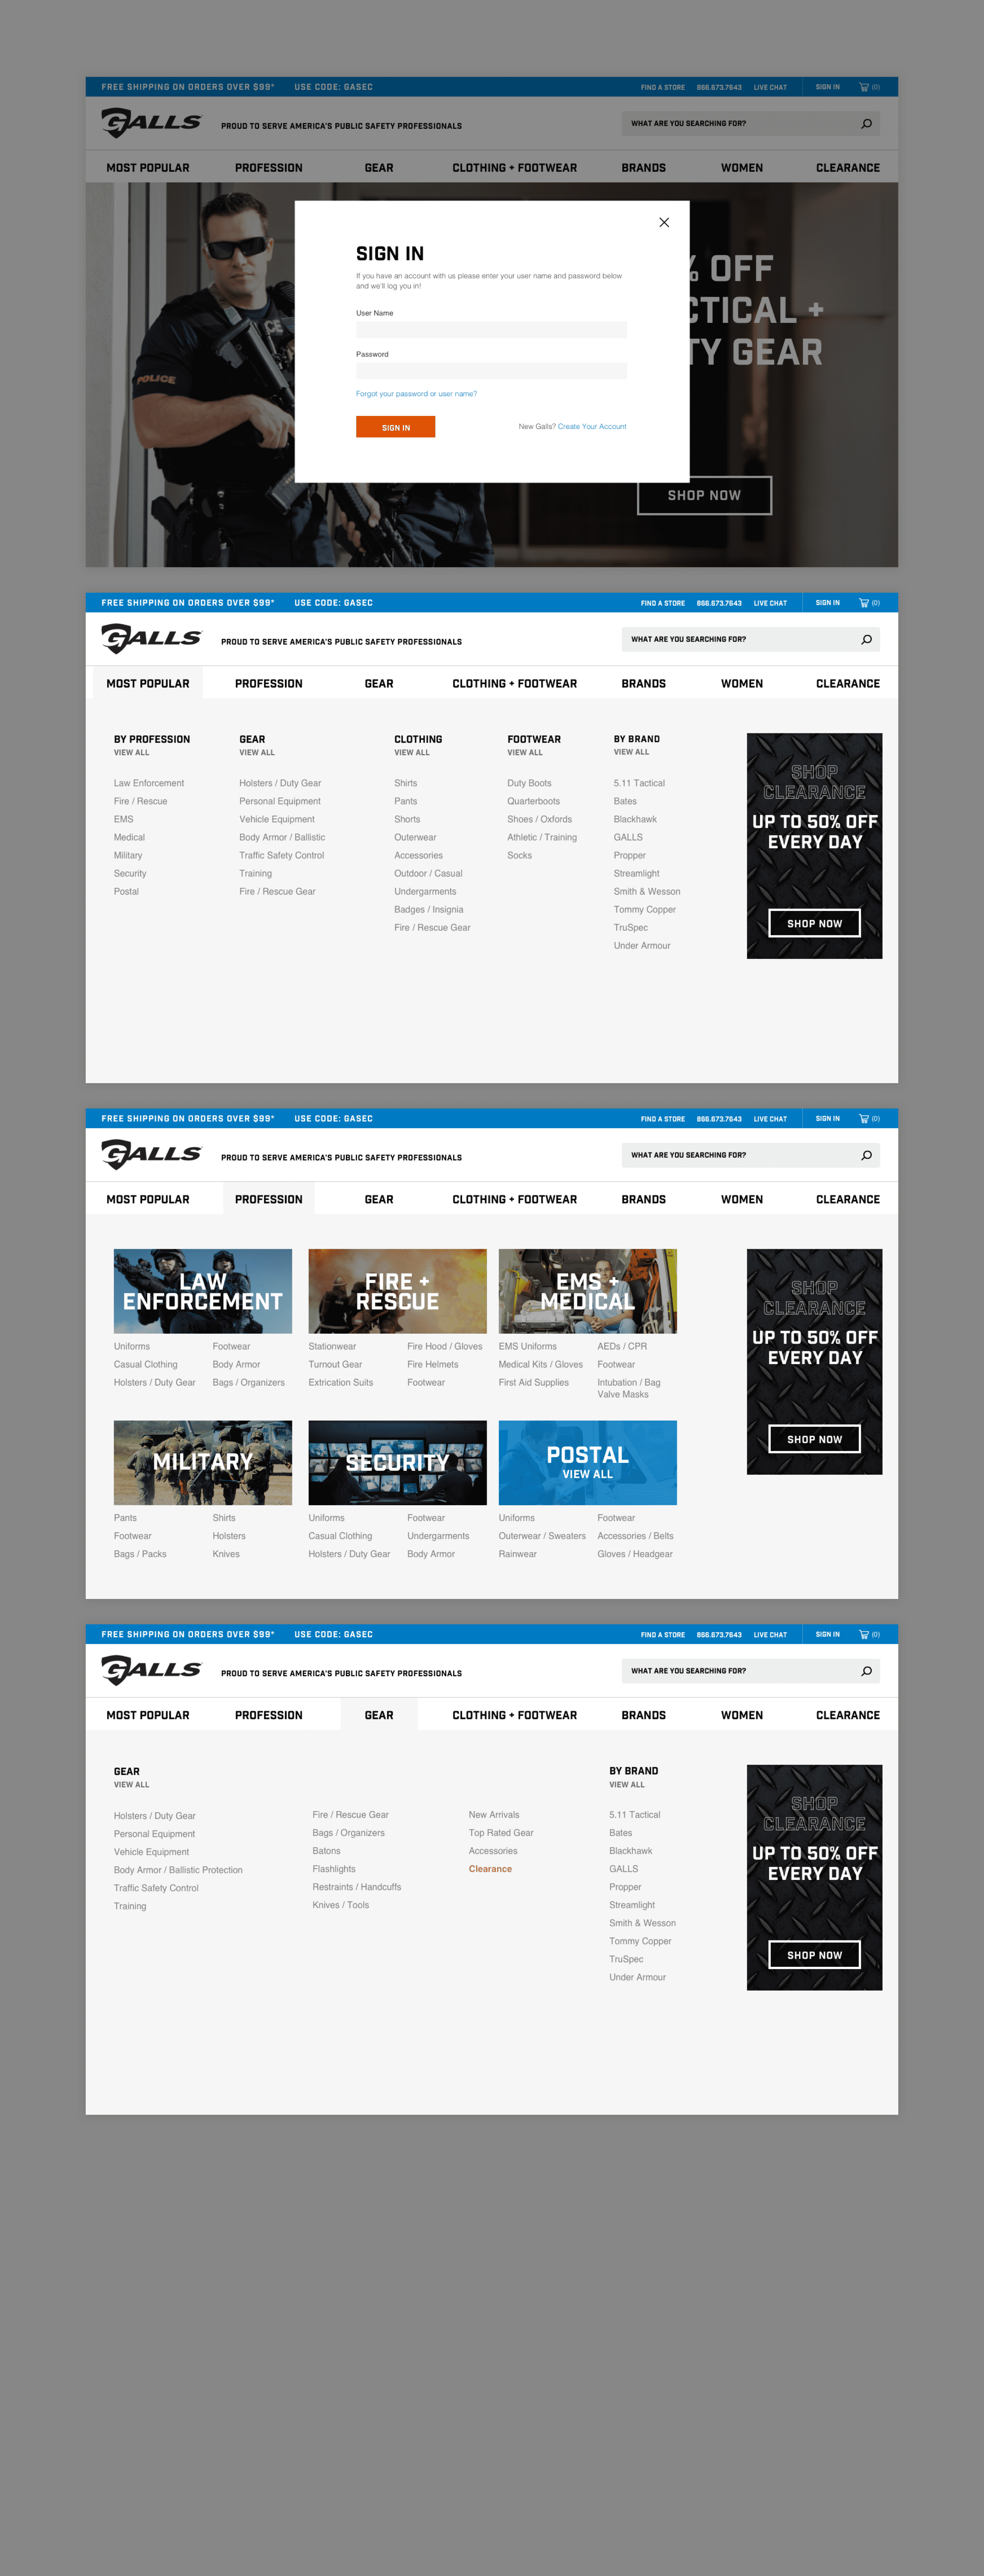 FREE SHIPPING ON ORDERS OVER $99* USE CODE: GASEC FIND A STORE 866.673.7643 LIVE CHAT SIGN IN (0)
GALLS PROUD TO SERVE AMERICA'S PUBLIC SAFETY PROFESSIONALS WHAT ARE YOU SEARCHING FOR?
MOST POPULAR PROFESSION GEAR CLOTHING + FOOTWEAR BRANDS WOMEN CLEARANCE
POLICE
% OFF
CTICAL +
TY GEAR
SHOP NOW
SIGN IN
If you have an account with us please enter your user name and password below
and we'll log you in!
User Name
Password
Forgot your password or user name?
SIGN IN
New Galls? Create Your Account
FREE SHIPPING ON ORDERS OVER $99* USE CODE: GASEC FIND A STORE 866.673.7643 LIVE CHAT SIGN IN (0)
GALLS PROUD TO SERVE AMERICA'S PUBLIC SAFETY PROFESSIONALS WHAT ARE YOU SEARCHING FOR?
MOST POPULAR PROFESSION GEAR CLOTHING + FOOTWEAR BRANDS WOMEN CLEARANCE
BY PROFESSION
VIEW ALL
Law Enforcement
Fire / Rescue
EMS
Medical
Military
Security
Postal
GEAR
VIEW ALL
Holsters / Duty Gear
Personal Equipment
Vehicle Equipment
Body Armor / Ballistic
Traffic Safety Control
Training
Fire / Rescue Gear
CLOTHING
VIEW ALL
Shirts
Pants
Shorts
Outerwear
Accessories
Outdoor / Casual
Undergarments
Badges / Insignia
Fire / Rescue Gear
FOOTWEAR
VIEW ALL
Duty Boots
Quarterboots
Shoes / Oxfords
Athletic / Training
Socks
BY BRAND
VIEW ALL
5.11 Tactical
Bates
Blackhawk
GALLS
Propper
Streamlight
Smith & Wesson
Tommy Copper
TruSpec
Under Armour
SHOP
CLEARANCE
UP TO 50% OFF
EVERY DAY
SHOP NOW
FREE SHIPPING ON ORDERS OVER $99* USE CODE: GASEC FIND A STORE 866.673.7643 LIVE CHAT SIGN IN (0)
GALLS PROUD TO SERVE AMERICA'S PUBLIC SAFETY PROFESSIONALS WHAT ARE YOU SEARCHING FOR?
MOST POPULAR PROFESSION GEAR CLOTHING + FOOTWEAR BRANDS WOMEN CLEARANCE
LAW
ENFORCEMENT
Uniforms Footwear
Casual Clothing Body Armor
Holsters / Duty Gear Bags / Organizers
FIRE +
RESCUE
Stationwear Fire Hood / Gloves
Turnout Gear Fire Helmets
Extrication Suits Footwear
EMS +
MEDICAL
EMS Uniforms AEDs / CPR
Medical Kits / Gloves Footwear
First Aid Supplies Intubation / Bag
Valve Masks
MILITARY
Pants Shirts
Footwear Holsters
Bags / Packs Knives
SECURITY
Uniforms Footwear
Casual Clothing Undergarments
Holsters / Duty Gear Body Armor
POSTAL
VIEW ALL
Uniforms Footwear
Outerwear / Sweaters Accessories / Belts
Rainwear Gloves / Headgear
SHOP
CLEARANCE
UP TO 50% OFF
EVERY DAY
SHOP NOW
FREE SHIPPING ON ORDERS OVER $99* USE CODE: GASEC FIND A STORE 866.673.7643 LIVE CHAT SIGN IN (0)
GALLS PROUD TO SERVE AMERICA'S PUBLIC SAFETY PROFESSIONALS WHAT ARE YOU SEARCHING FOR?
MOST POPULAR PROFESSION GEAR CLOTHING + FOOTWEAR BRANDS WOMEN CLEARANCE
GEAR
VIEW ALL
Holsters / Duty Gear
Personal Equipment
Vehicle Equipment
Body Armor / Ballistic Protection
Traffic Safety Control
Training
Fire / Rescue Gear
Bags / Organizers
Batons
Flashlights
Restraints / Handcuffs
Knives / Tools
New Arrivals
Top Rated Gear
Accessories
Clearance
BY BRAND
VIEW ALL
5.11 Tactical
Bates
Blackhawk
GALLS
Propper
Streamlight
Smith & Wesson
Tommy Copper
TruSpec
Under Armour
SHOP
CLEARANCE
UP TO 50% OFF
EVERY DAY
SHOP NOW